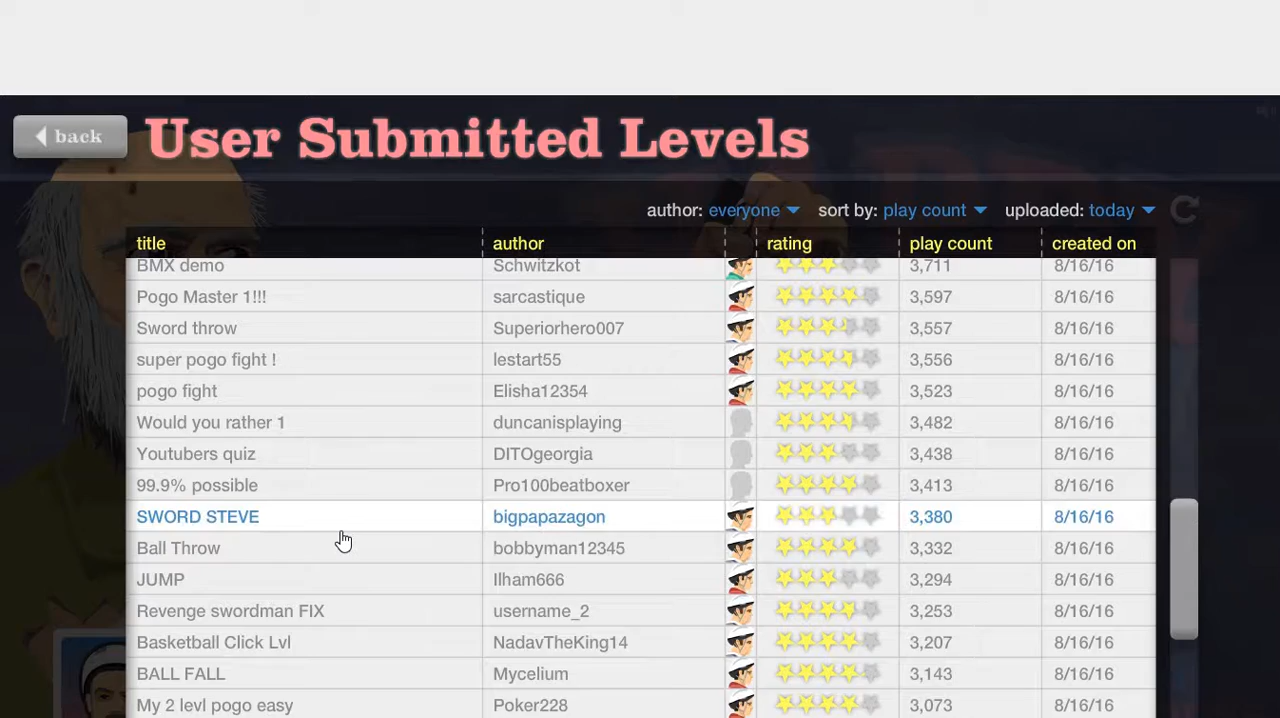 back
User Submitted Levels
author: everyone sort by: play count uploaded: today
title author rating play count created on
BMX demo Schwitzkot 3,711 8/16/16
Pogo Master 1!!! sarcastique 3,597 8/16/16
Sword throw Superiorhero007 3,557 8/16/16
super pogo fight ! lestart55 3,556 8/16/16
pogo fight Elisha12354 3,523 8/16/16
Would you rather 1 duncanisplaying 3,482 8/16/16
Youtubers quiz DITOgeorgia 3,438 8/16/16
99.9% possible Pro100beatboxer 3,413 8/16/16
SWORD STEVE bigpapazagon 3,380 8/16/16
Ball Throw bobbyman12345 3,332 8/16/16
JUMP Ilham666 3,294 8/16/16
Revenge swordman FIX username_2 3,253 8/16/16
Basketball Click Lvl NadavTheKing14 3,207 8/16/16
BALL FALL Mycelium 3,143 8/16/16
My 2 levl pogo easy Poker228 3,073 8/16/16